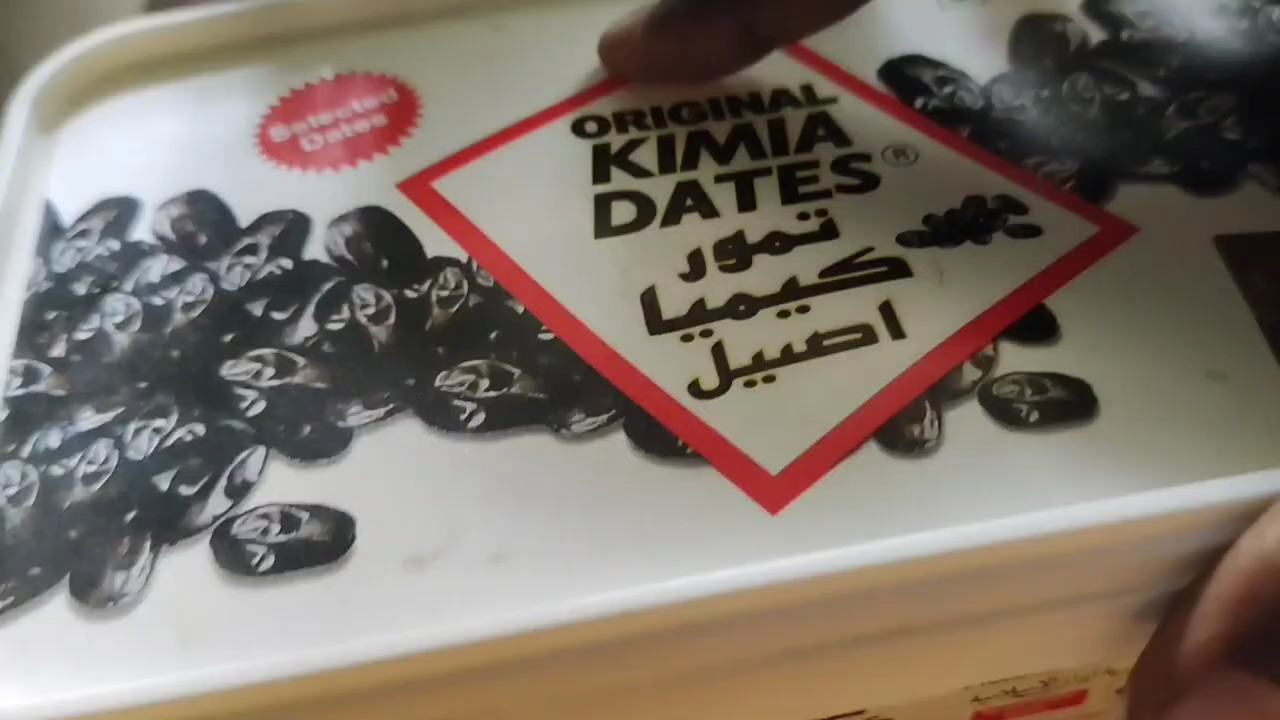 Selected
Dates
ORIGINAL
KIMIA
DATES®
تمور
كيميا
اصيل